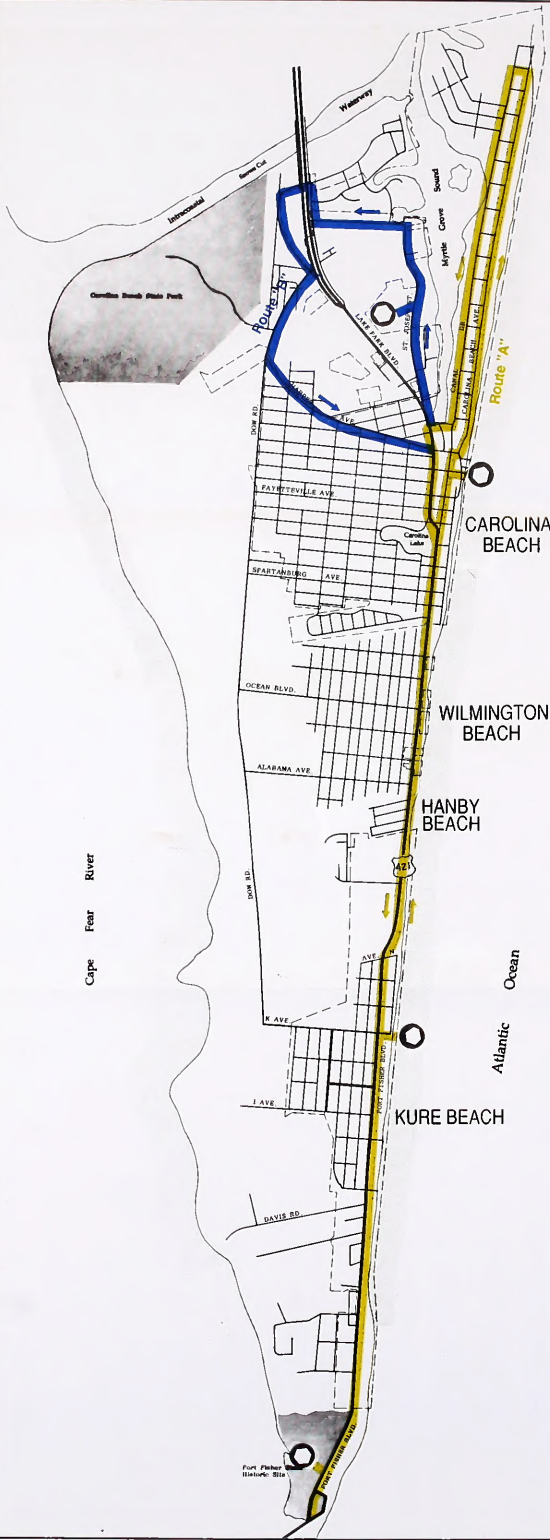 Waterway
Snows Cut
Intracoastal
Sound
Grove
Myrtle
Carolina Beach State Park
Route "B"
LAKE PARK BLVD.
ST. JOSEPH ST.
CANAL DR.
CAROLINA BEACH AVE.
Route "A"
DOW RD.
AVE.
FAYETTEVILLE AVE.
Carolina
Lake
CAROLINA
BEACH
SPARTANBURG AVE.
OCEAN BLVD.
WILMINGTON
BEACH
ALABAMA AVE.
HANBY
BEACH
421
DOW RD.
Cape Fear River
AVE.
Atlantic Ocean
K AVE.
FORT FISHER BLVD.
I AVE.
KURE BEACH
DAVIS RD.
FORT FISHER BLVD.
Fort Fisher
Historic Site